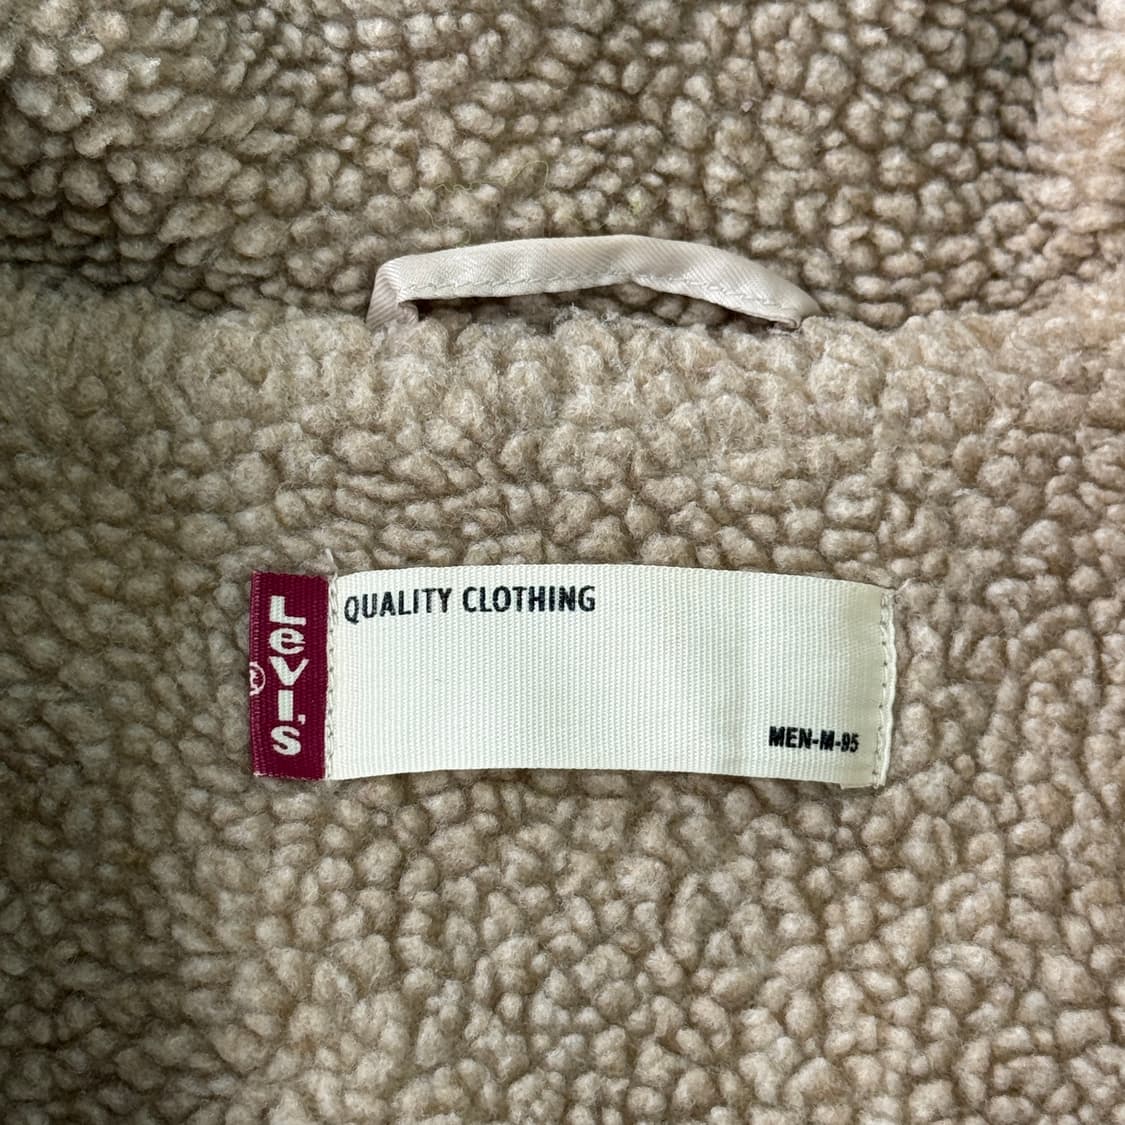 Levi's
®
QUALITY CLOTHING
MEN-M-95